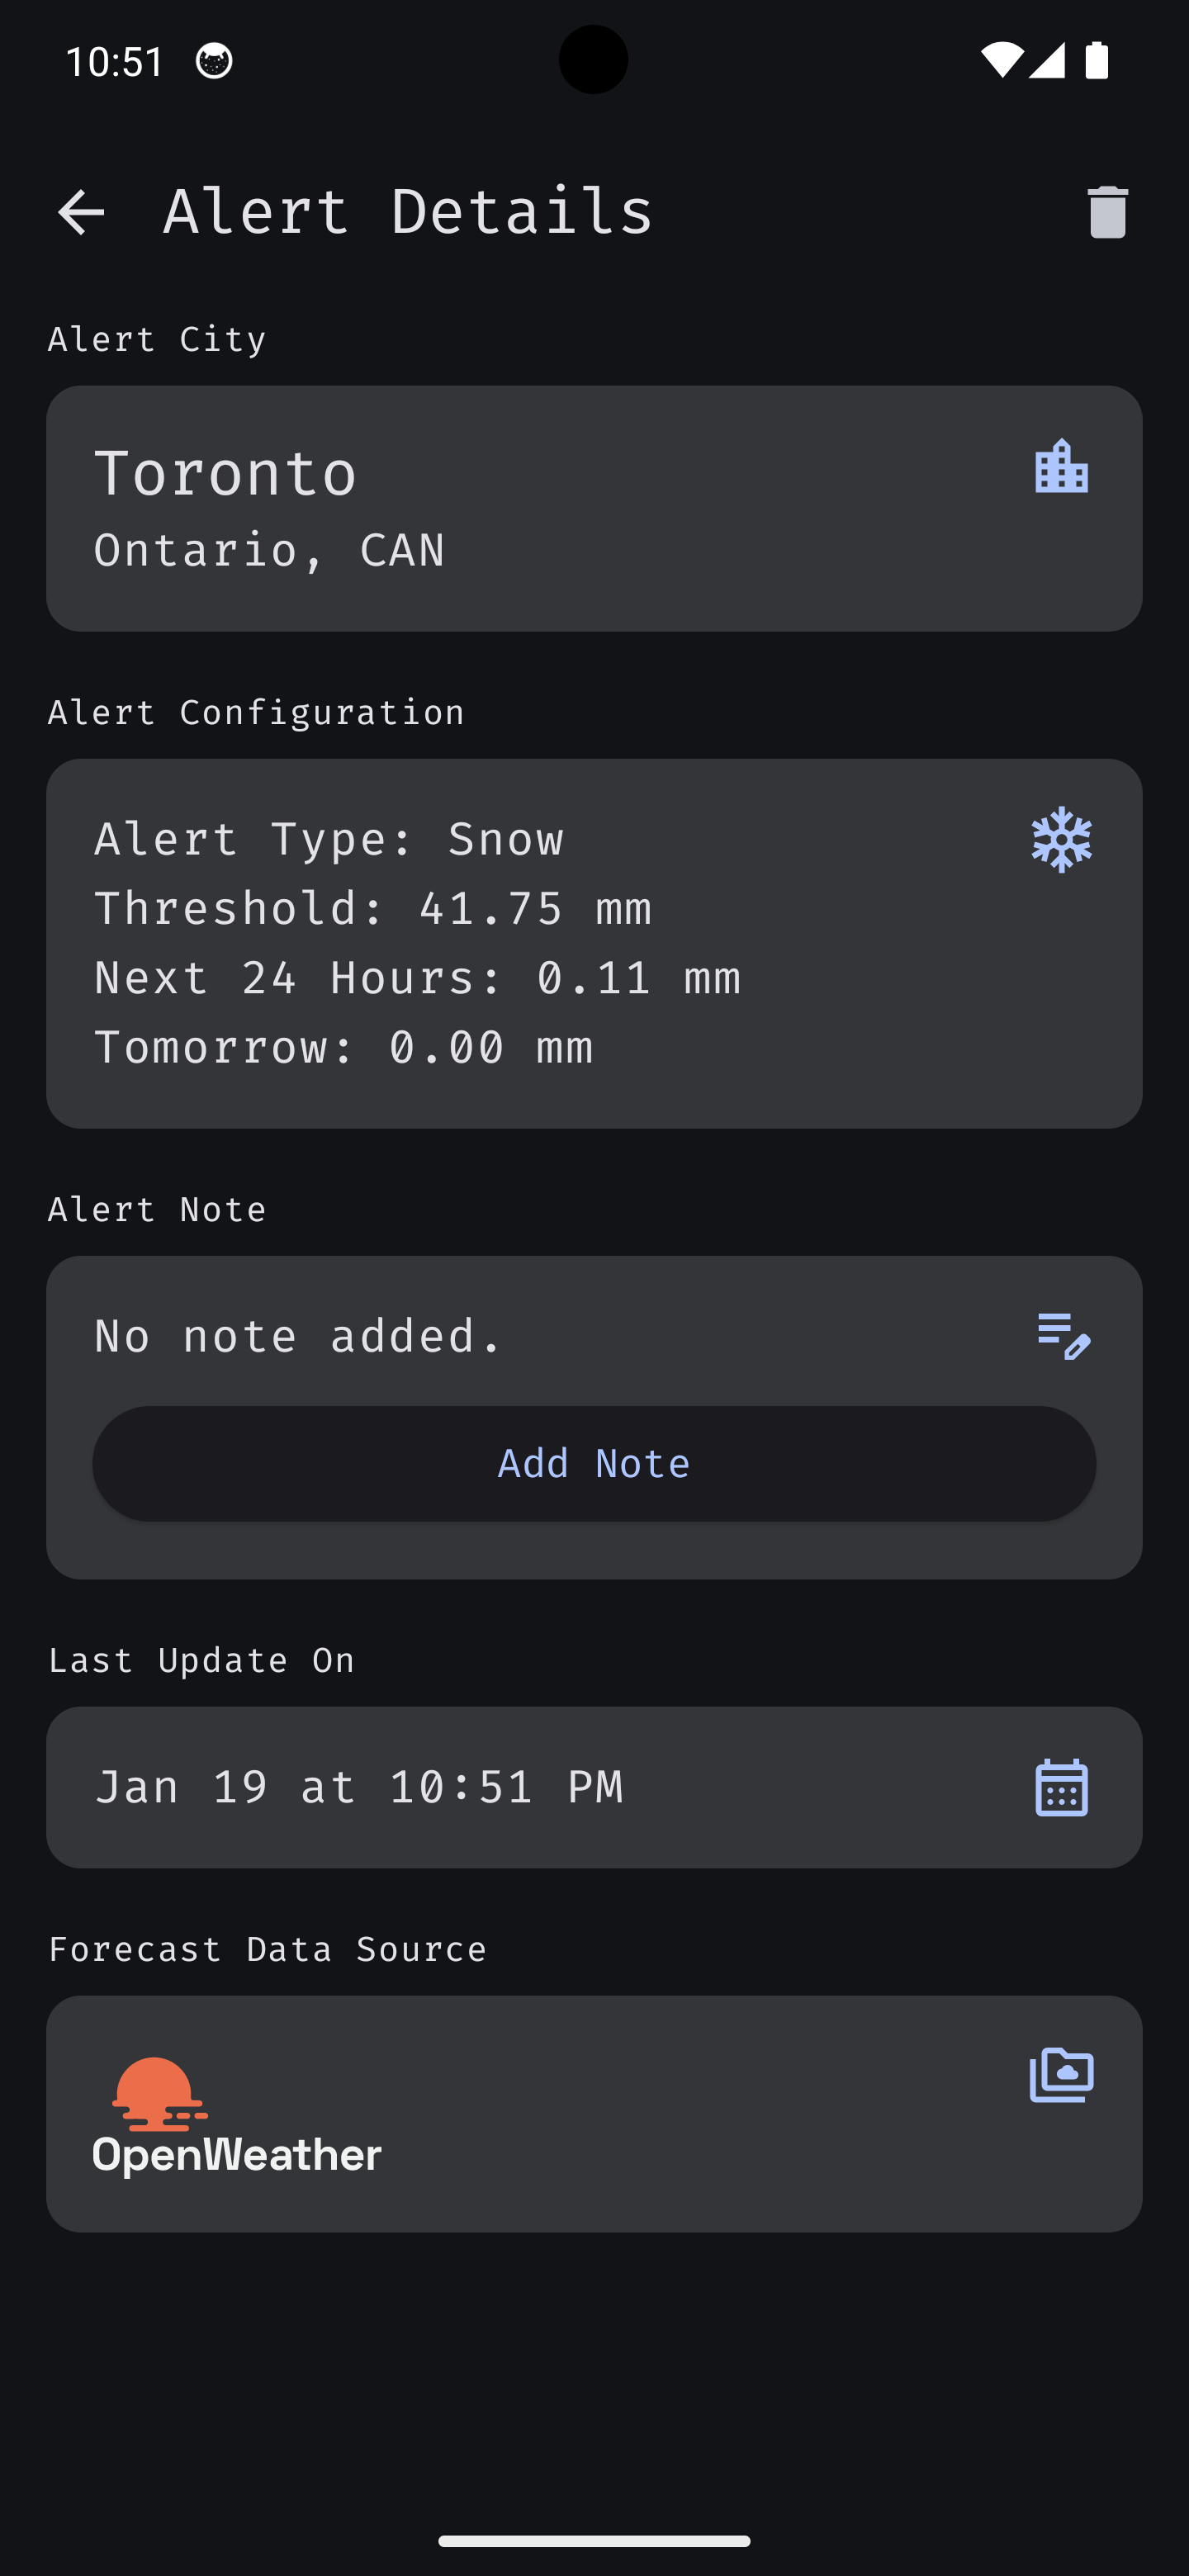 10:51
Alert Details
Alert City
Toronto
Ontario, CAN
Alert Configuration
Alert Type: Snow
Threshold: 41.75 mm
Next 24 Hours: 0.11 mm
Tomorrow: 0.00 mm
Alert Note
No note added.
Add Note
Last Update On
Jan 19 at 10:51 PM
Forecast Data Source
OpenWeather